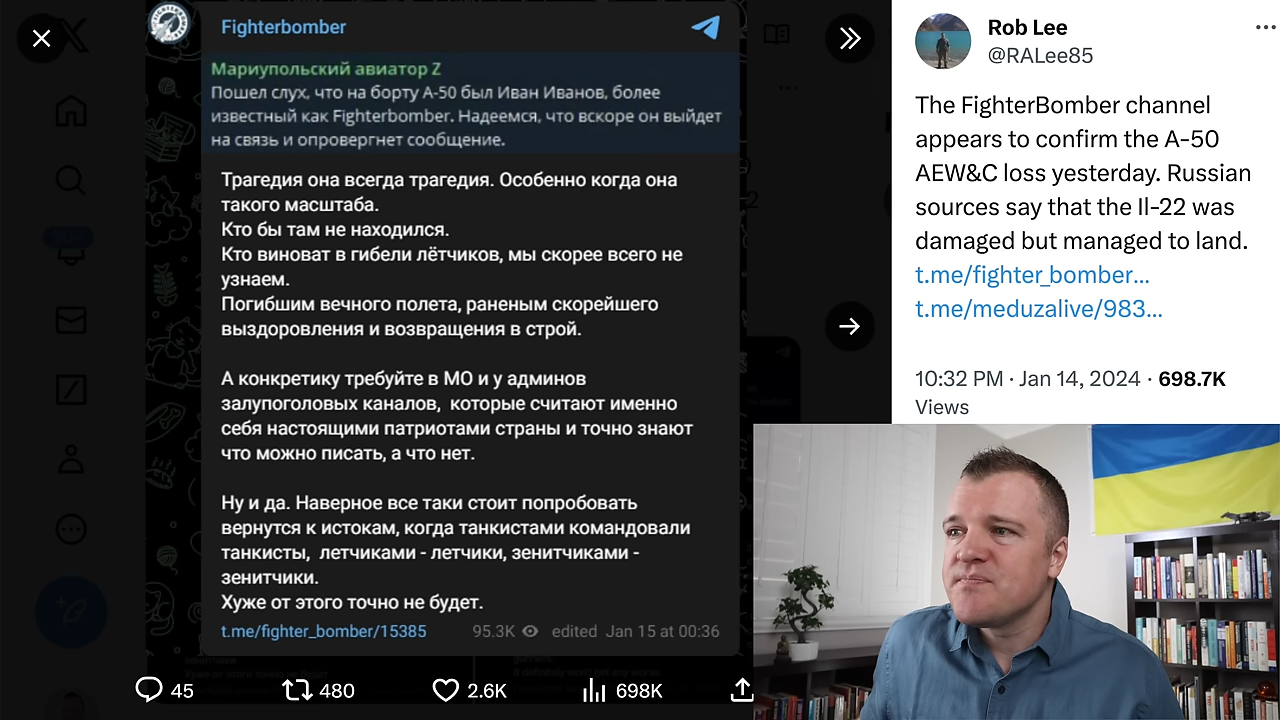 Fighterbomber
Мариупольский авиатор Z
Пошел слух, что на борту А-50 был Иван Иванов, более
известный как Fighterbomber. Надеемся, что вскоре он выйдет
на связь и опровергнет сообщение.
Трагедия она всегда трагедия. Особенно когда она
такого масштаба.
Кто бы там не находился.
Кто виноват в гибели лётчиков, мы скорее всего не
узнаем.
Погибшим вечного полета, раненым скорейшего
выздоровления и возвращения в строй.
А конкретику требуйте в МО и у админов
залупоголовых каналов, которые считают именно
себя настоящими патриотами страны и точно знают
что можно писать, а что нет.
Ну и да. Наверное все таки стоит попробовать
вернутся к истокам, когда танкистами командовали
танкисты, летчиками - летчики, зенитчиками -
зенитчики.
Хуже от этого точно не будет.
t.me/fighter_bomber/15385 95.3K edited Jan 15 at 00:36
45 480 2.6K 698K
Rob Lee
@RALee85
The FighterBomber channel
appears to confirm the A-50
AEW&C loss yesterday. Russian
sources say that the Il-22 was
damaged but managed to land.
t.me/fighter_bomber...
t.me/meduzalive/983...
10:32 PM · Jan 14, 2024 · 698.7K
Views